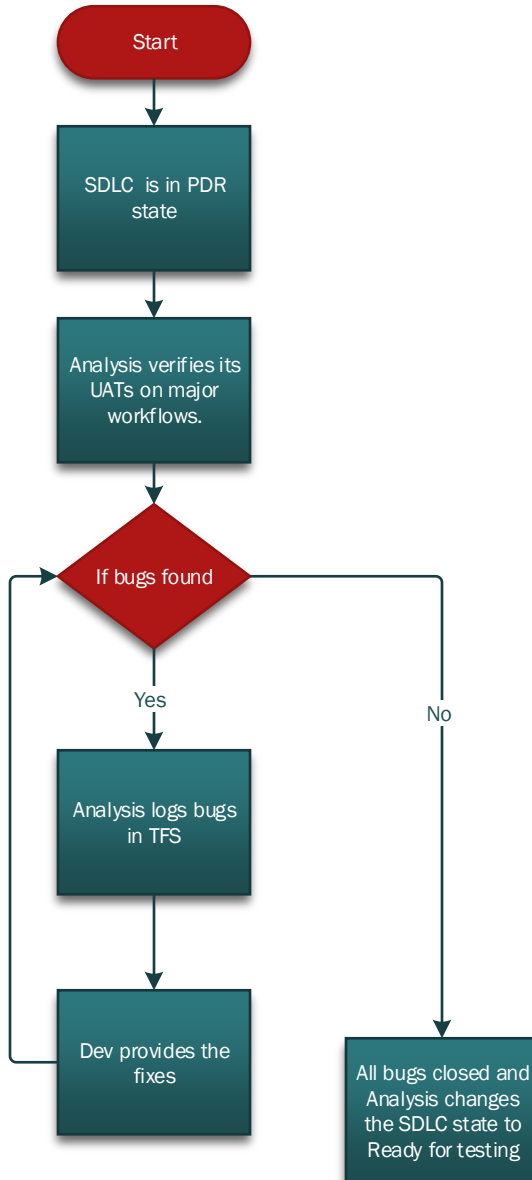 Start
SDLC is in PDR
state
Analysis verifies its
UATs on major
workflows.
If bugs found
Yes
No
Analysis logs bugs
in TFS
Dev provides the
fixes
All bugs closed and
Analysis changes
the SDLC state to
Ready for testing